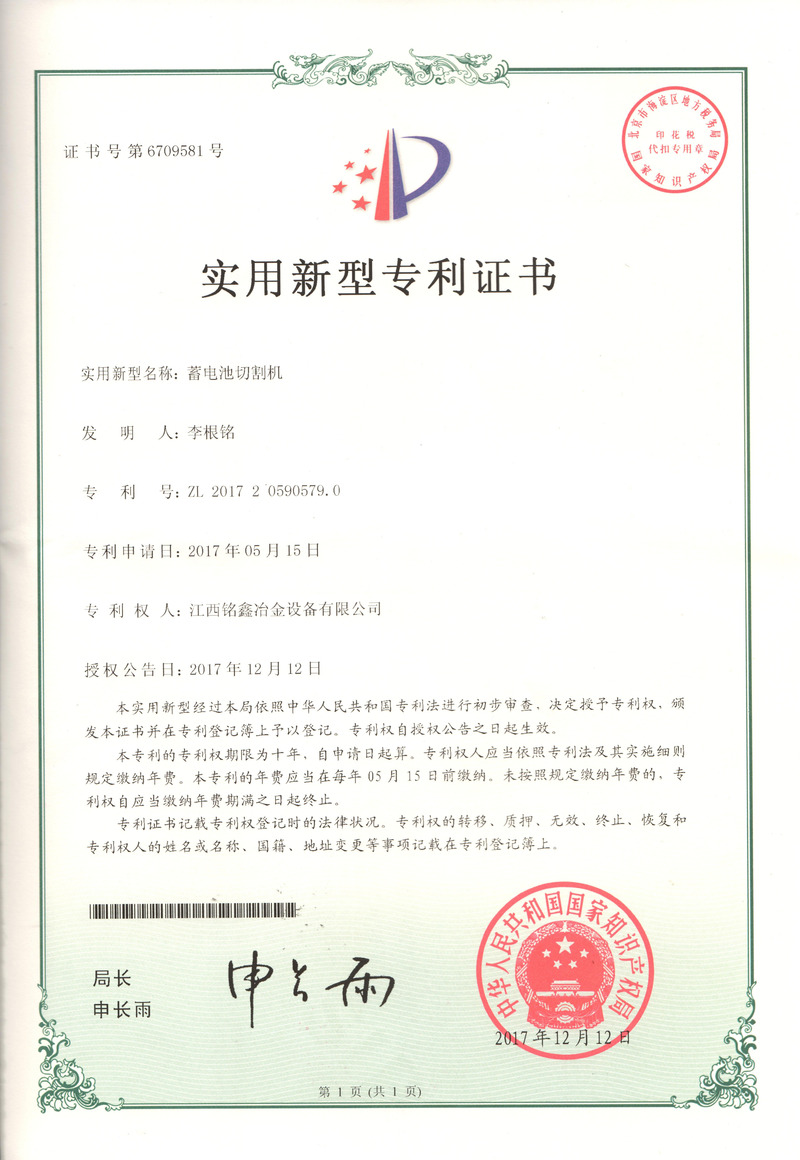 证书号第6709581号
北京市海淀区地方税务局
印花税
代扣专用章
国家知识产权局
实用新型专利证书
实用新型名称：蓄电池切割机
发明人：李根铭
专利号：ZL 2017 2 0590579.0
专利申请日：2017年05月15日
专利权人：江西铭鑫冶金设备有限公司
授权公告日：2017年12月12日
本实用新型经过本局依照中华人民共和国专利法进行初步审查，决定授予专利权，颁
发本证书并在专利登记簿上予以登记。专利权自授权公告之日起生效。
本专利的专利权期限为十年，自申请日起算。专利权人应当依照专利法及其实施细则
规定缴纳年费。本专利的年费应当在每年05月15日前缴纳。未按照规定缴纳年费的，专
利权自应当缴纳年费期满之日起终止。
专利证书记载专利权登记时的法律状况。专利权的转移、质押、无效、终止、恢复和
专利权人的姓名或名称、国籍、地址变更等事项记载在专利登记簿上。
局长
申长雨
申长雨
中华人民共和国国家知识产权局
2017年12月12日
第1页(共1页)